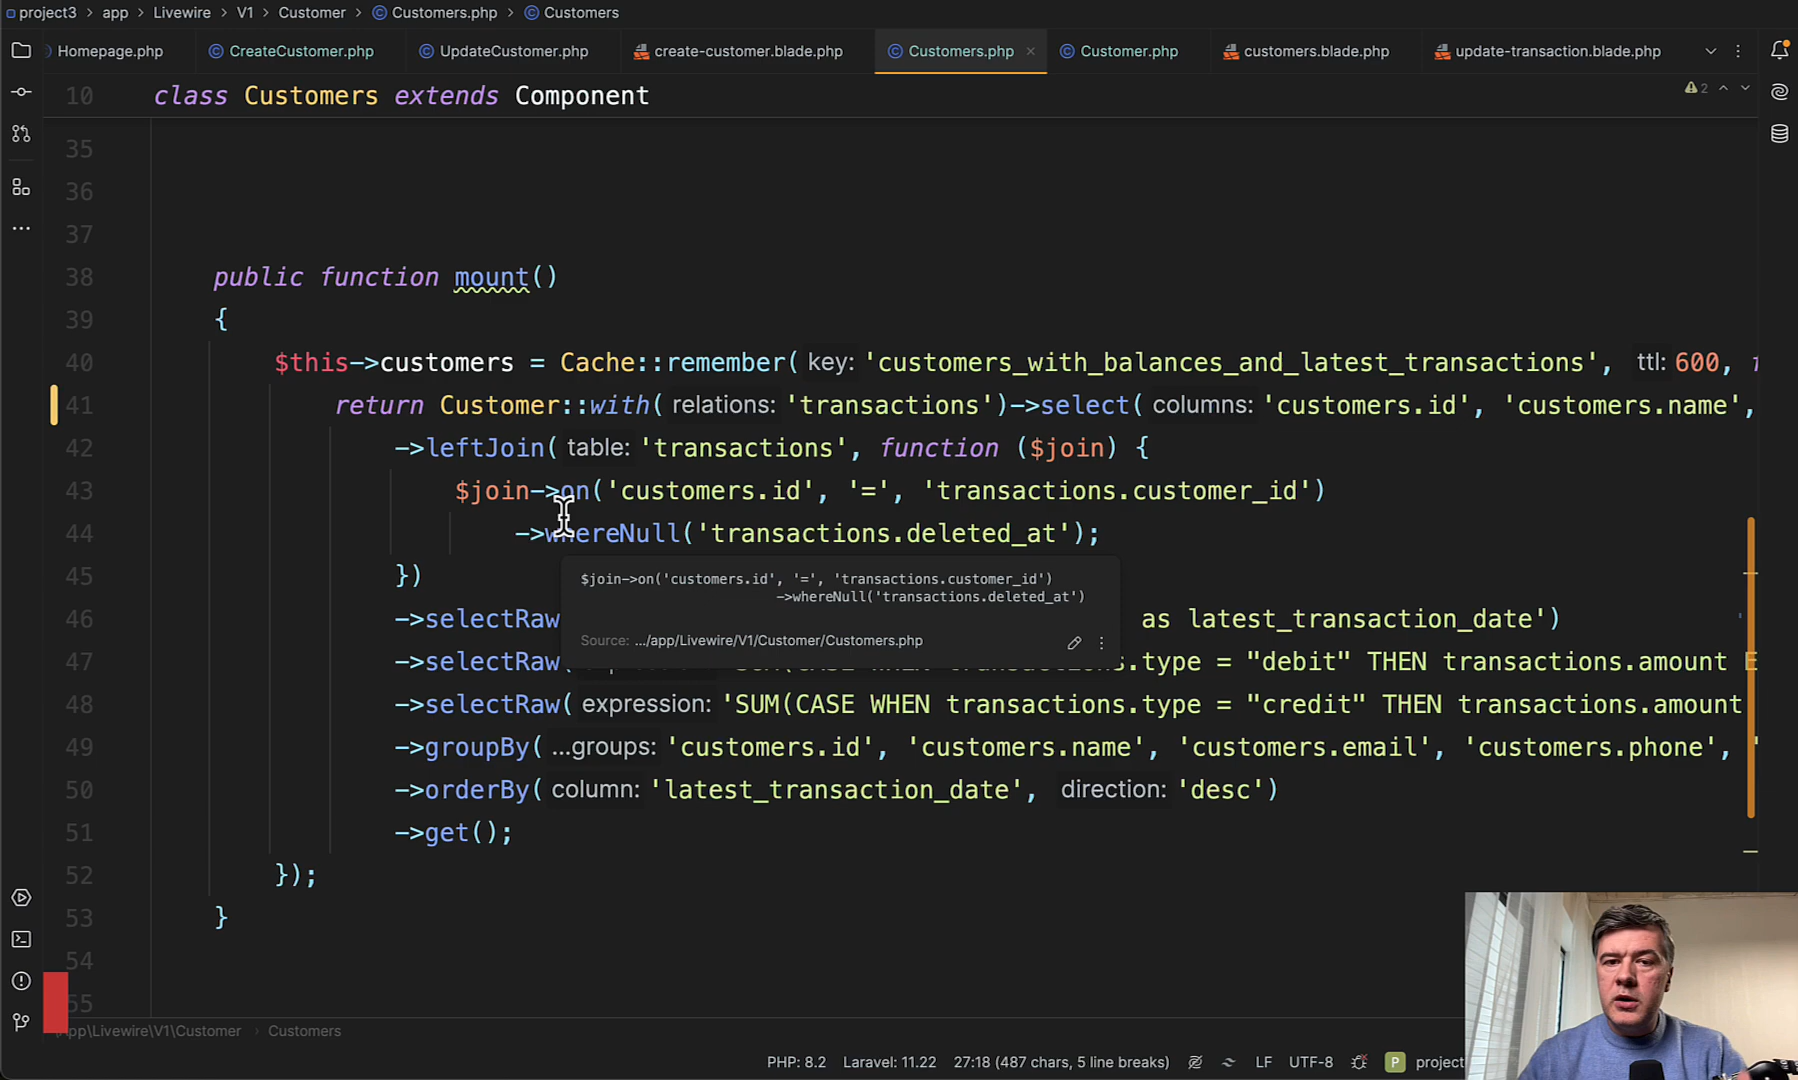 project3 > app > Livewire > V1 > Customer > Customers.php > Customers
Homepage.php CreateCustomer.php UpdateCustomer.php create-customer.blade.php Customers.php × Customer.php customers.blade.php update-transaction.blade.php
10 class Customers extends Component 2
35
36
37
38 public function mount()
39 {
40 $this->customers = Cache::remember( key: 'customers_with_balances_and_latest_transactions', ttl: 600, f
41 return Customer::with( relations: 'transactions')->select( columns: 'customers.id', 'customers.name',
42 ->leftJoin( table: 'transactions', function ($join) {
43 $join->on('customers.id', '=', 'transactions.customer_id')
44 ->whereNull('transactions.deleted_at');
45 })
$join->on('customers.id', '=', 'transactions.customer_id')
->whereNull('transactions.deleted_at')
Source: .../app/Livewire/V1/Customer/Customers.php
46 ->selectRaw as latest_transaction_date')
47 ->selectRaw( .type = "debit" THEN transactions.amount E
48 ->selectRaw( expression: 'SUM(CASE WHEN transactions.type = "credit" THEN transactions.amount
49 ->groupBy( ...groups: 'customers.id', 'customers.name', 'customers.email', 'customers.phone', '
50 ->orderBy( column: 'latest_transaction_date', direction: 'desc')
51 ->get();
52 });
53 }
54
55
\App\Livewire\V1\Customer > Customers
PHP: 8.2 Laravel: 11.22 27:18 (487 chars, 5 line breaks) LF UTF-8 P project